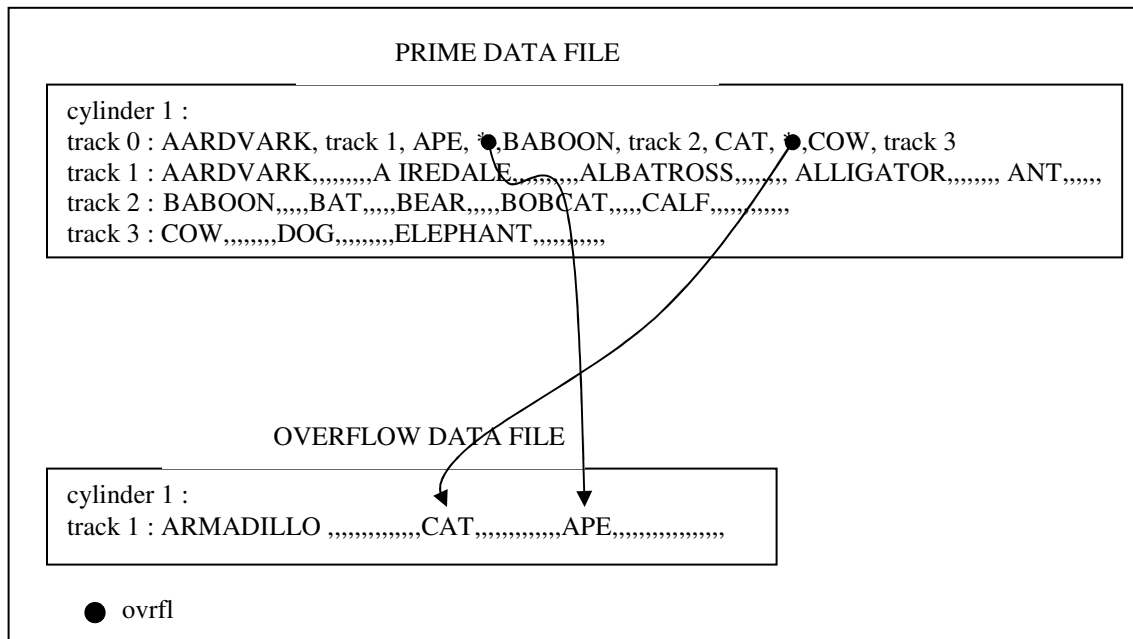 PRIME DATA FILE
cylinder 1 :
track 0 : AARDVARK, track 1, APE, *,BABOON, track 2, CAT, *,COW, track 3
track 1 : AARDVARK,,,,,,,,,A IREDALE,,,,,,,,,,ALBATROSS,,,,,,,, ALLIGATOR,,,,,,,, ANT,,,,,,
track 2 : BABOON,,,,,BAT,,,,,BEAR,,,,,BOBCAT,,,,,CALF,,,,,,,,,,,,
track 3 : COW,,,,,,,,DOG,,,,,,,,,ELEPHANT,,,,,,,,,,,
OVERFLOW DATA FILE
cylinder 1 :
track 1 : ARMADILLO ,,,,,,,,,,,,,CAT,,,,,,,,,,,,,APE,,,,,,,,,,,,,,,,,
ovrfl